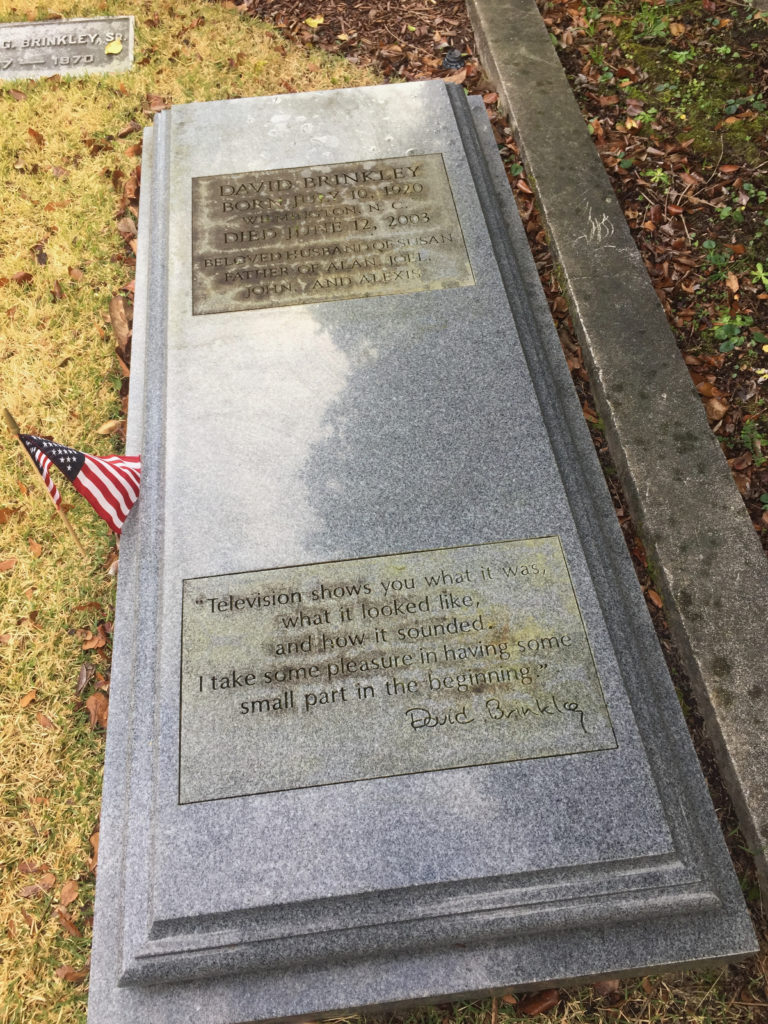 G. BRINKLEY, SR.
7 — 1970
DAVID BRINKLEY
BORN JULY 10, 1920
WILMINGTON, N. C.
DIED JUNE 12, 2003
BELOVED HUSBAND OF SUSAN
FATHER OF ALAN, JOEL,
JOHN, AND ALEXIS
"Television shows you what it was,
what it looked like,
and how it sounded.
I take some pleasure in having some
small part in the beginning."
David Brinkley